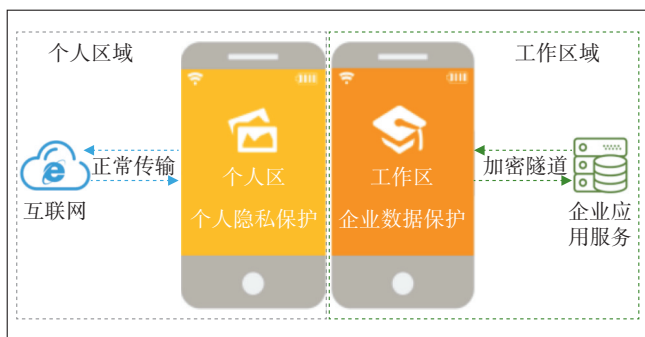 个人区域
工作区域
正常传输
互联网
个人区
个人隐私保护
工作区
企业数据保护
加密隧道
企业应
用服务